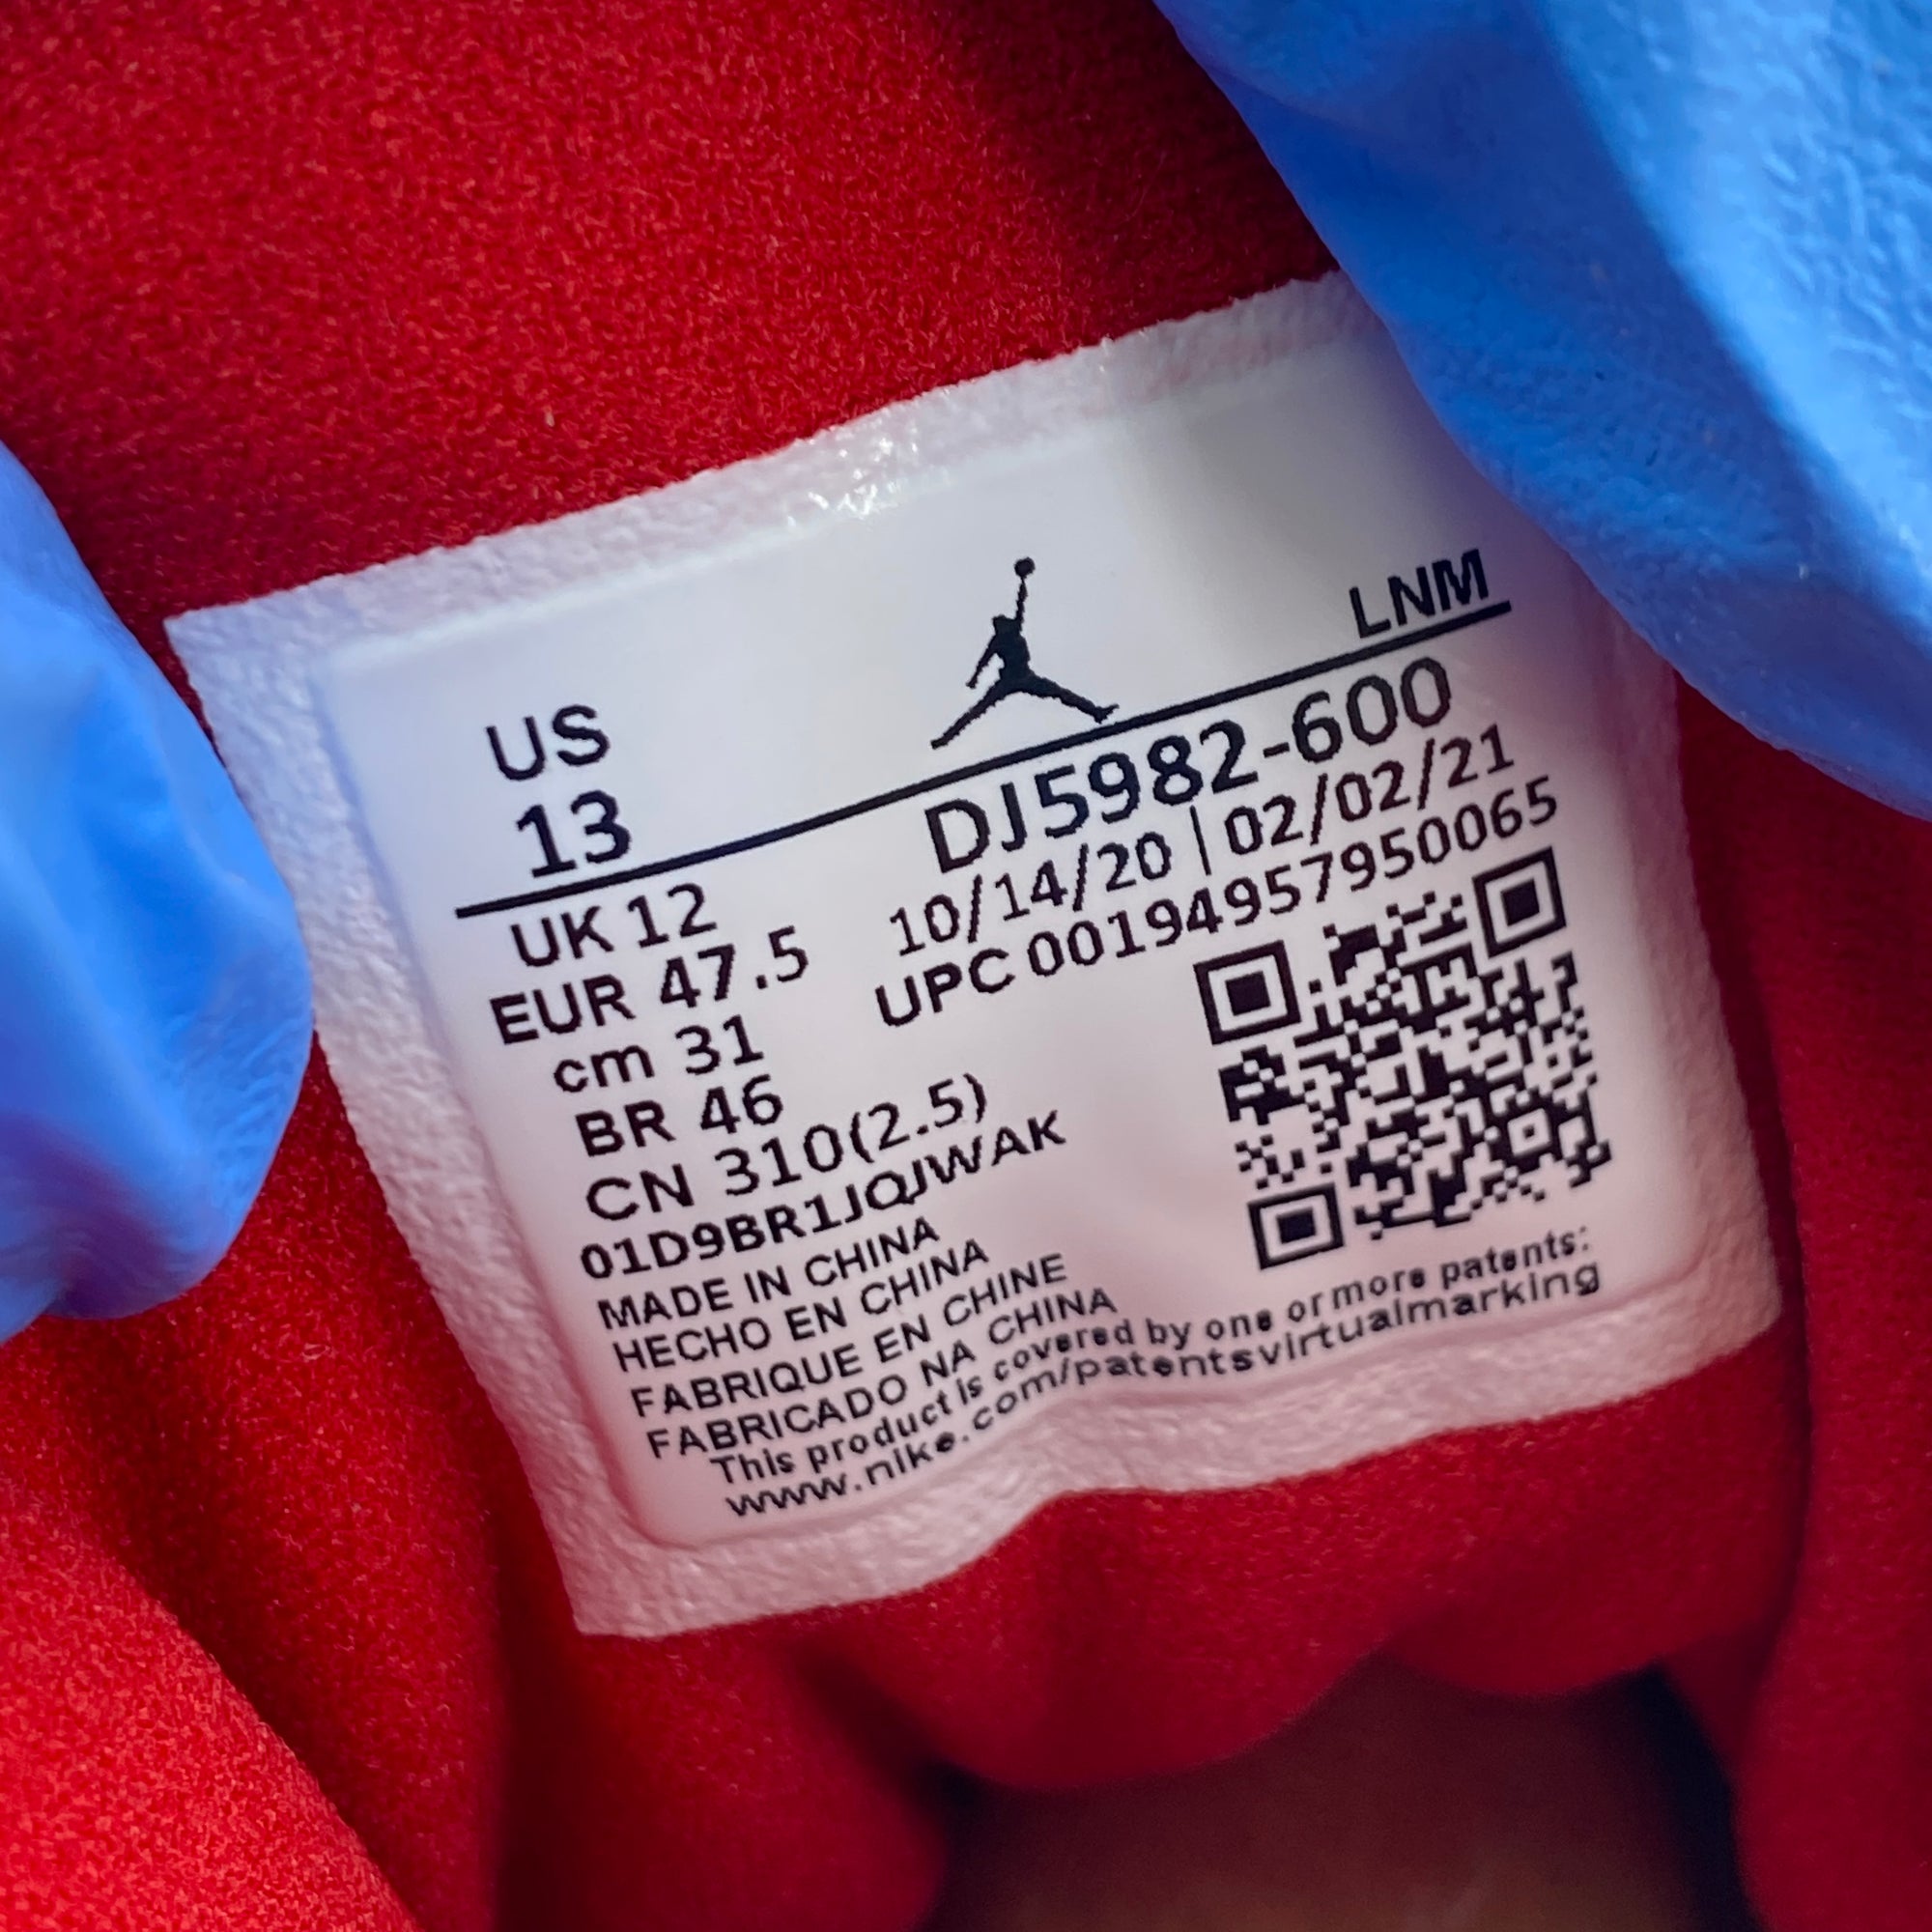 LNM
US
13
DJ5982-600
10/14/20 | 02/02/21
UPC 00194957950065
UK 12
EUR 47.5
cm 31
BR 46
CN 310(2.5)
01D9BR1JQJWAK
MADE IN CHINA
HECHO EN CHINA
FABRIQUE EN CHINE
FABRICADO NA CHINA
This product is covered by one or more patents:
www.nike.com/patentsvirtualmarking